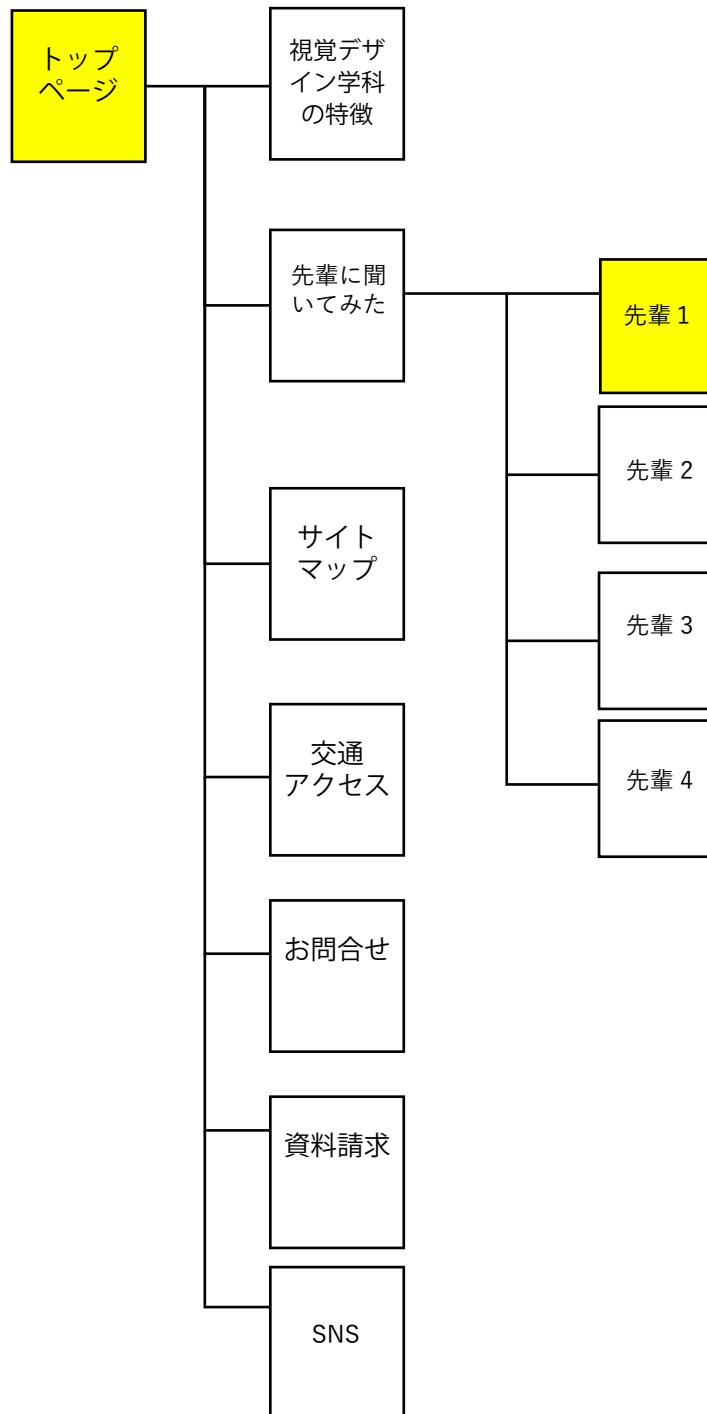 トップ
ページ
視覚デザ
イン学科
の特徴
先輩に聞
いてみた
先輩 1
先輩 2
先輩 3
先輩 4
サイト
マップ
交通
アクセス
お問合せ
資料請求
SNS